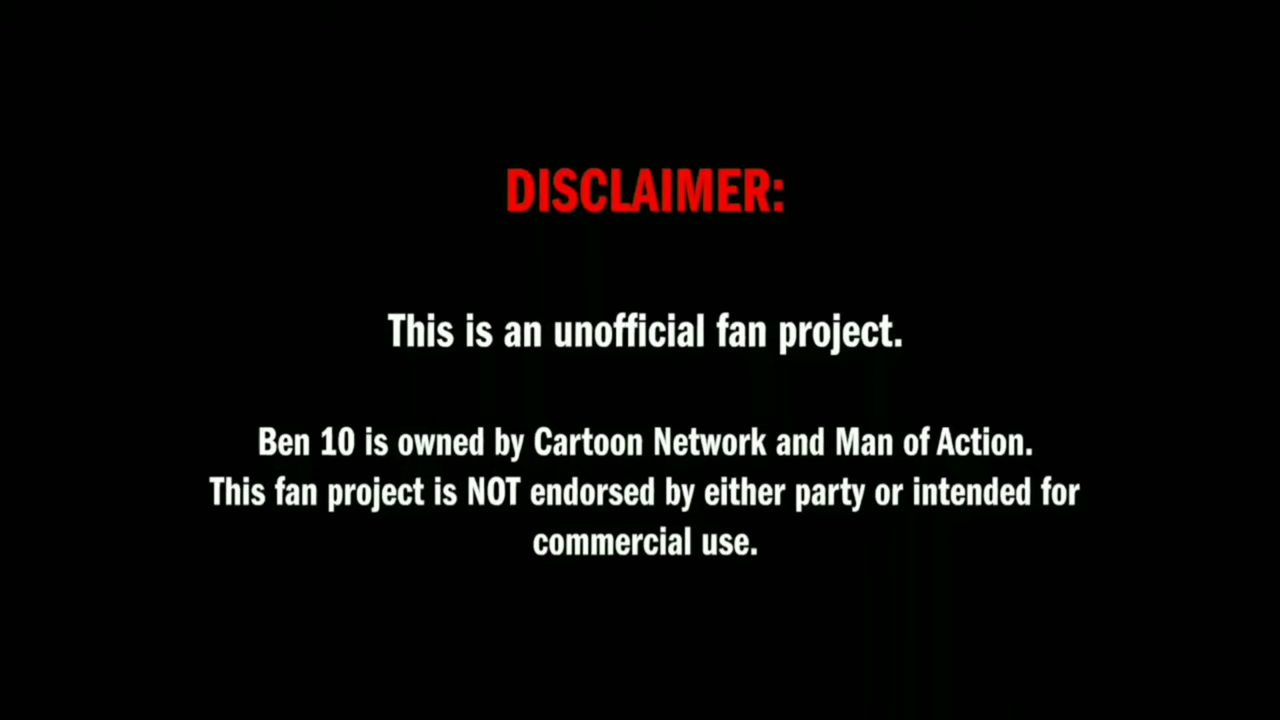 DISCLAIMER:
This is an unofficial fan project.
Ben 10 is owned by Cartoon Network and Man of Action.
This fan project is NOT endorsed by either party or intended for
commercial use.